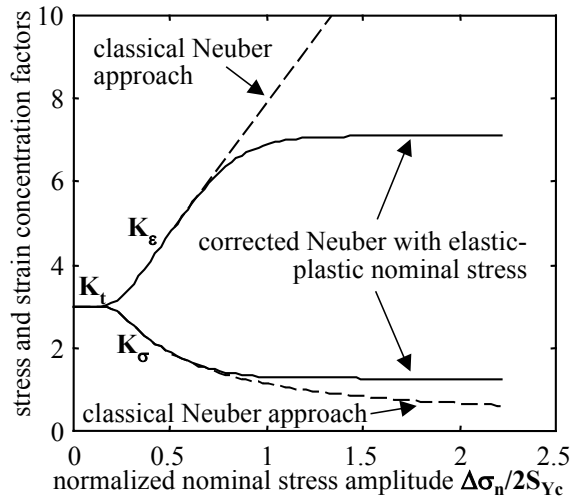 stress and strain concentration factors
10
8
6
4
2
0
classical Neuber
approach
Kε
Kt
Kσ
corrected Neuber with elastic-
plastic nominal stress
classical Neuber approach
0 0.5 1 1.5 2 2.5
normalized nominal stress amplitude Δσn/2SYc